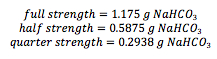 full strength = 1.175 g NaHCO₃
half strength = 0.5875 g NaHCO₃
quarter strength = 0.2938 g NaHCO₃